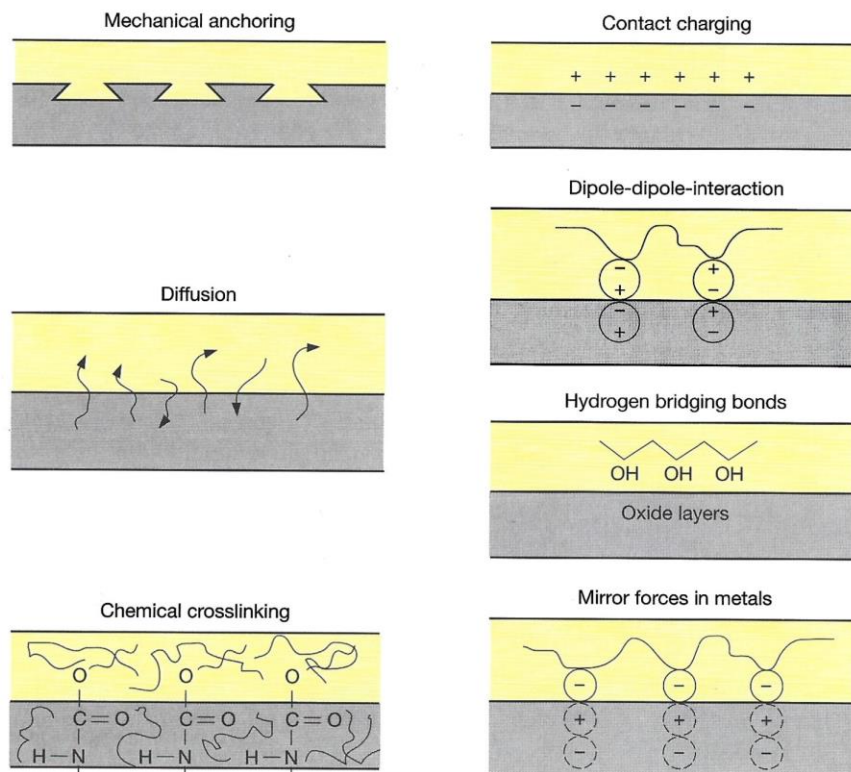 Mechanical anchoring
Diffusion
Chemical crosslinking
O O O
C=O C=O C=O
H—N H—N H—N
Contact charging
+ + + + + +
− − − − − −
Dipole-dipole-interaction
− +
+ −
− +
+ −
Hydrogen bridging bonds
OH OH OH
Oxide layers
Mirror forces in metals
− − −
+ + +
− − −